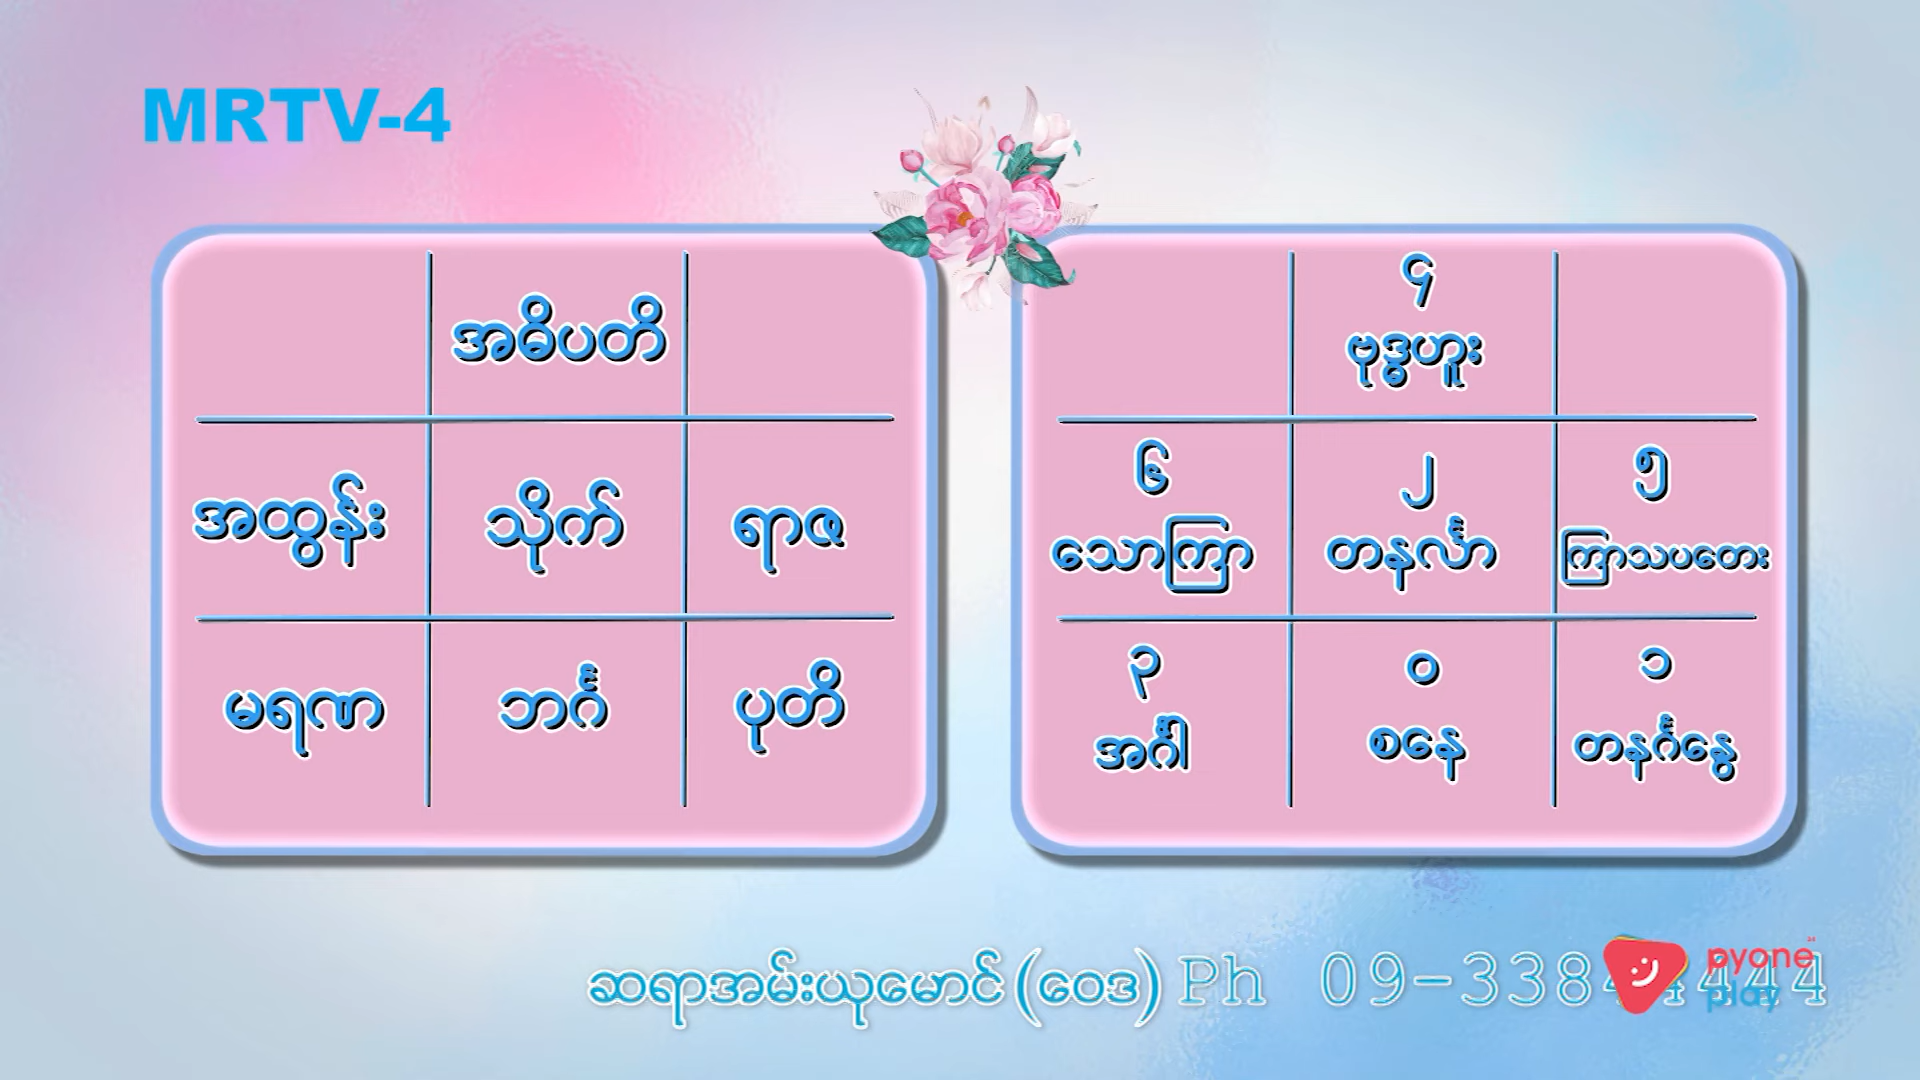 MRTV-4
အဓိပတိ
အထွန်း သိုက် ရာဇ
မရဏ ဘင်္ဂ ပုတိ
၄
ဗုဒ္ဓဟူး
၆ ၂ ၅
သောကြာ တနင်္လာ ကြာသပတေး
၃ ၀ ၁
အင်္ဂါ စနေ တနင်္ဂနွေ
ဆရာအမ်းယုမောင် (ဝေဒ) Ph
pyone
play